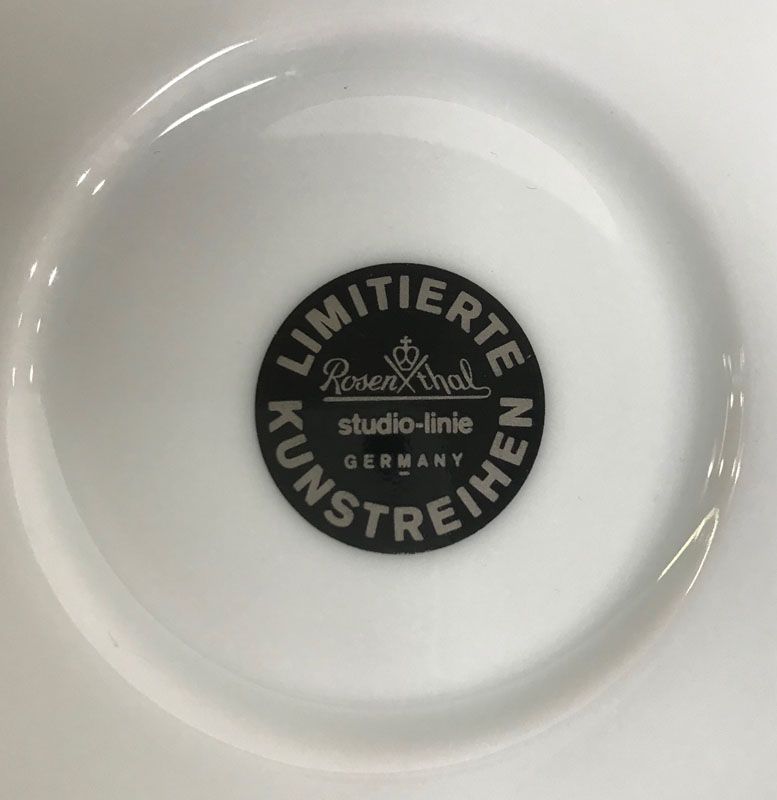 LIMITIERTE
Rosenthal
studio-linie
GERMANY
KUNSTREIHEN